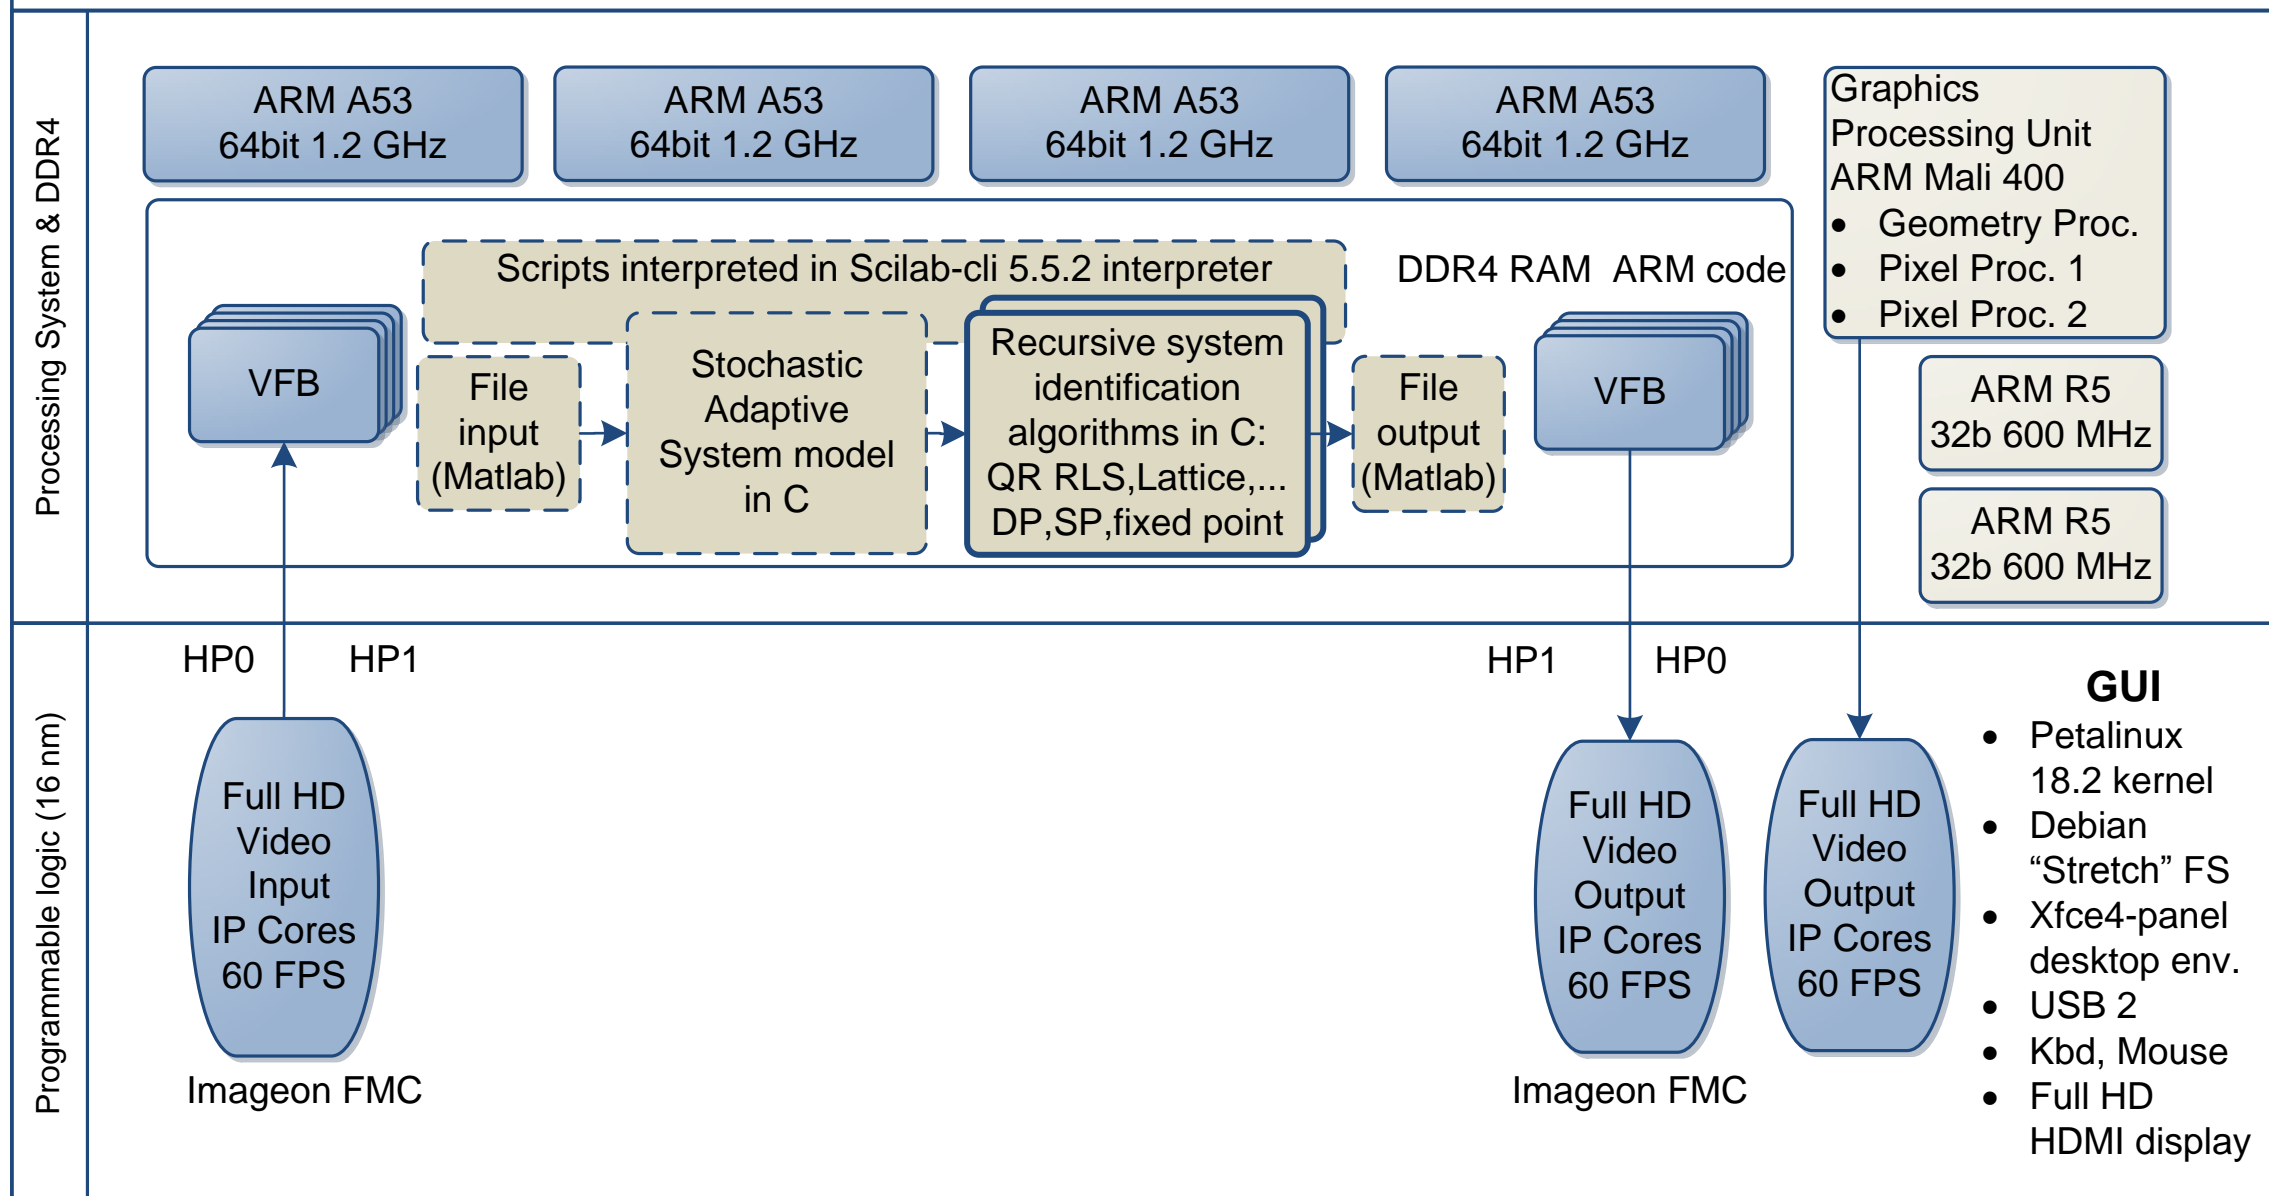 Processing System & DDR4
ARM A53
64bit 1.2 GHz
ARM A53
64bit 1.2 GHz
ARM A53
64bit 1.2 GHz
ARM A53
64bit 1.2 GHz
Graphics
Processing Unit
ARM Mali 400
• Geometry Proc.
• Pixel Proc. 1
• Pixel Proc. 2
Scripts interpreted in Scilab-cli 5.5.2 interpreter
DDR4 RAM ARM code
VFB
File
input
(Matlab)
Stochastic
Adaptive
System model
in C
Recursive system
identification
algorithms in C:
QR RLS,Lattice,...
DP,SP,fixed point
File
output
(Matlab)
VFB
ARM R5
32b 600 MHz
ARM R5
32b 600 MHz
Programmable logic (16 nm)
HP0
HP1
HP1
HP0
Full HD
Video
Input
IP Cores
60 FPS
Imageon FMC
Full HD
Video
Output
IP Cores
60 FPS
Imageon FMC
Full HD
Video
Output
IP Cores
60 FPS
GUI
• Petalinux
18.2 kernel
• Debian
“Stretch” FS
• Xfce4-panel
desktop env.
• USB 2
• Kbd, Mouse
• Full HD
HDMI display